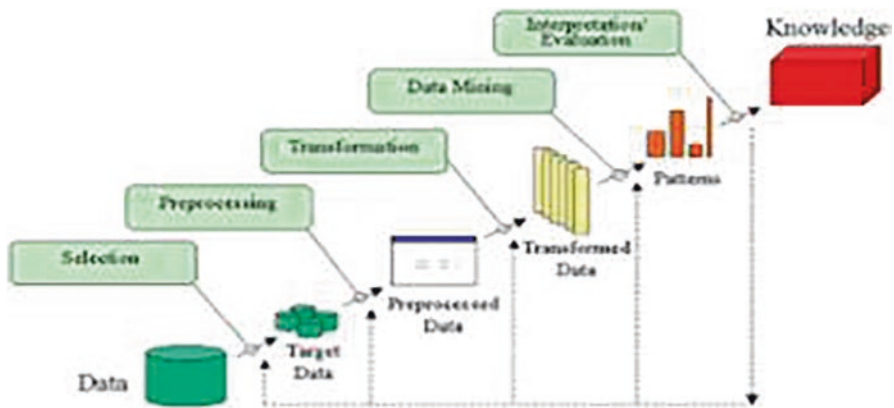 Interpretation/
Evaluation
Knowledge
Data Mining
Transformation
Patterns
Preprocessing
Transformed
Data
Selection
Preprocessed
Data
Target
Data
Data